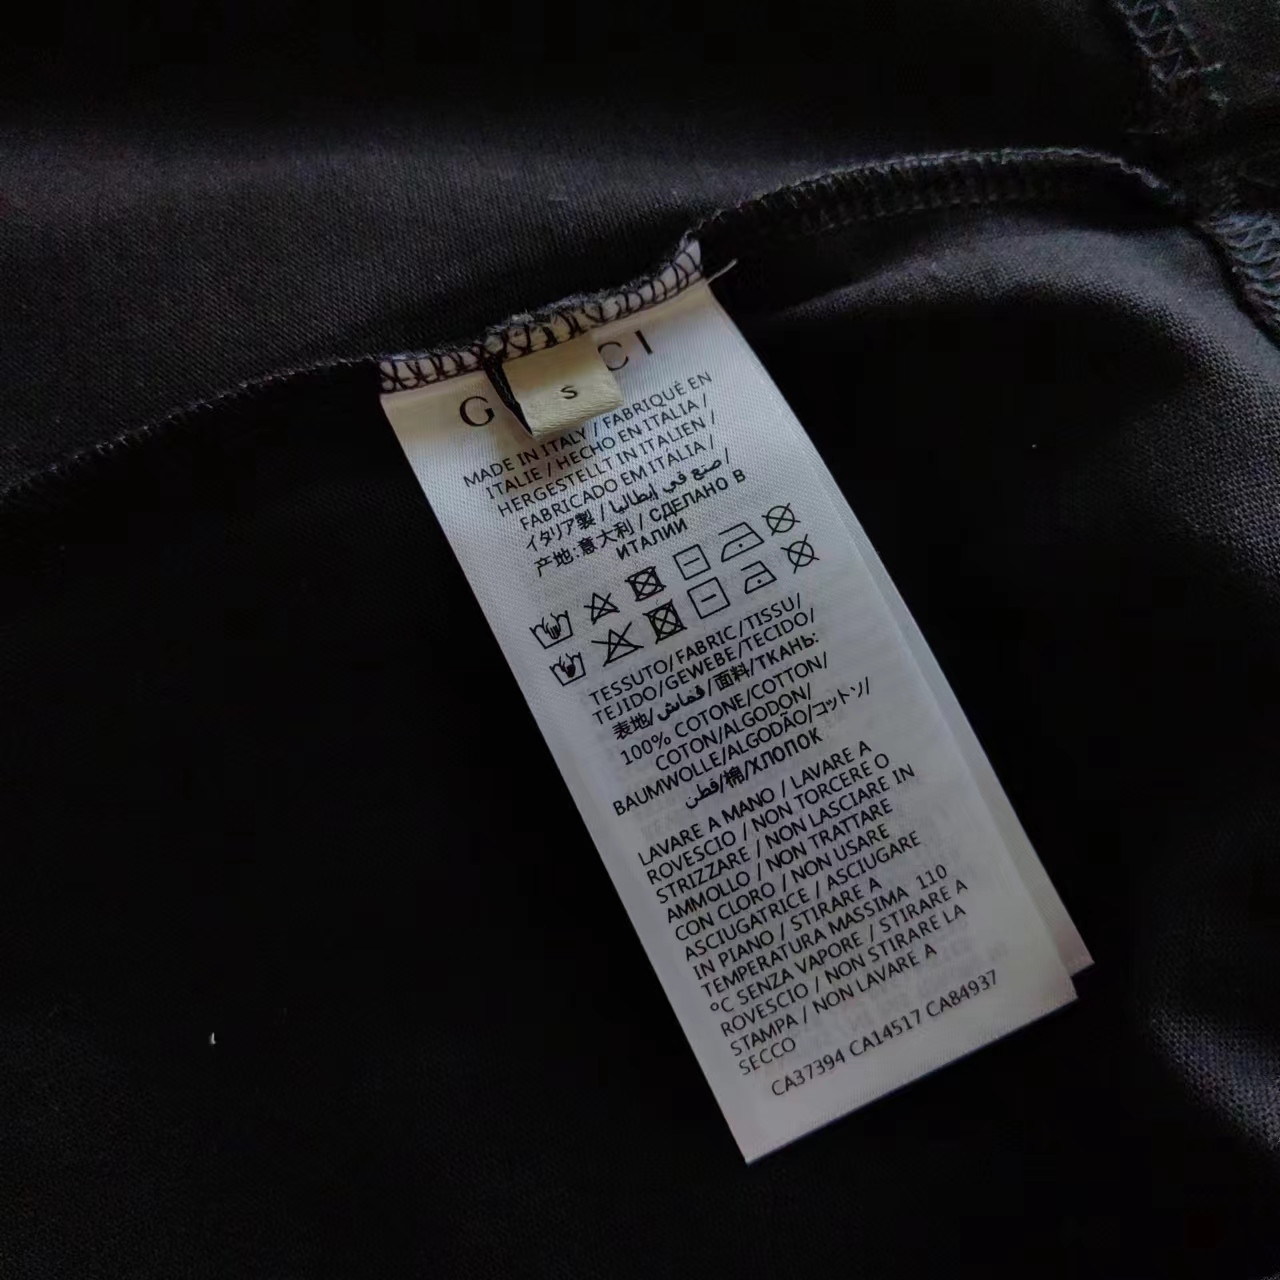 G CI
S
MADE IN ITALY / FABRIQUÉ EN
ITALIE / HECHO EN ITALIA /
HERGESTELLT IN ITALIEN /
FABRICADO EM ITALIA /
イタリア製 / صنع في إيطاليا /
产地:意大利 / СДЕЛАНО В
ИТАЛИИ
TESSUTO/FABRIC/TISSU/
TEJIDO/GEWEBE/TECIDO/
表地/قماش/面料/ТКАНЬ:
100% COTONE/COTTON/
COTON/ALGODON/
BAUMWOLLE/ALGODÃO/コットン/
قطن/棉/ХЛОПОК
LAVARE A MANO / LAVARE A
ROVESCIO / NON TORCERE O
STRIZZARE / NON LASCIARE IN
AMMOLLO / NON TRATTARE
CON CLORO / NON USARE
ASCIUGATRICE / ASCIUGARE
IN PIANO / STIRARE A
TEMPERATURA MASSIMA 110
°C SENZA VAPORE / STIRARE A
ROVESCIO / NON STIRARE LA
STAMPA / NON LAVARE A
SECCO
CA37394 CA14517 CA84937